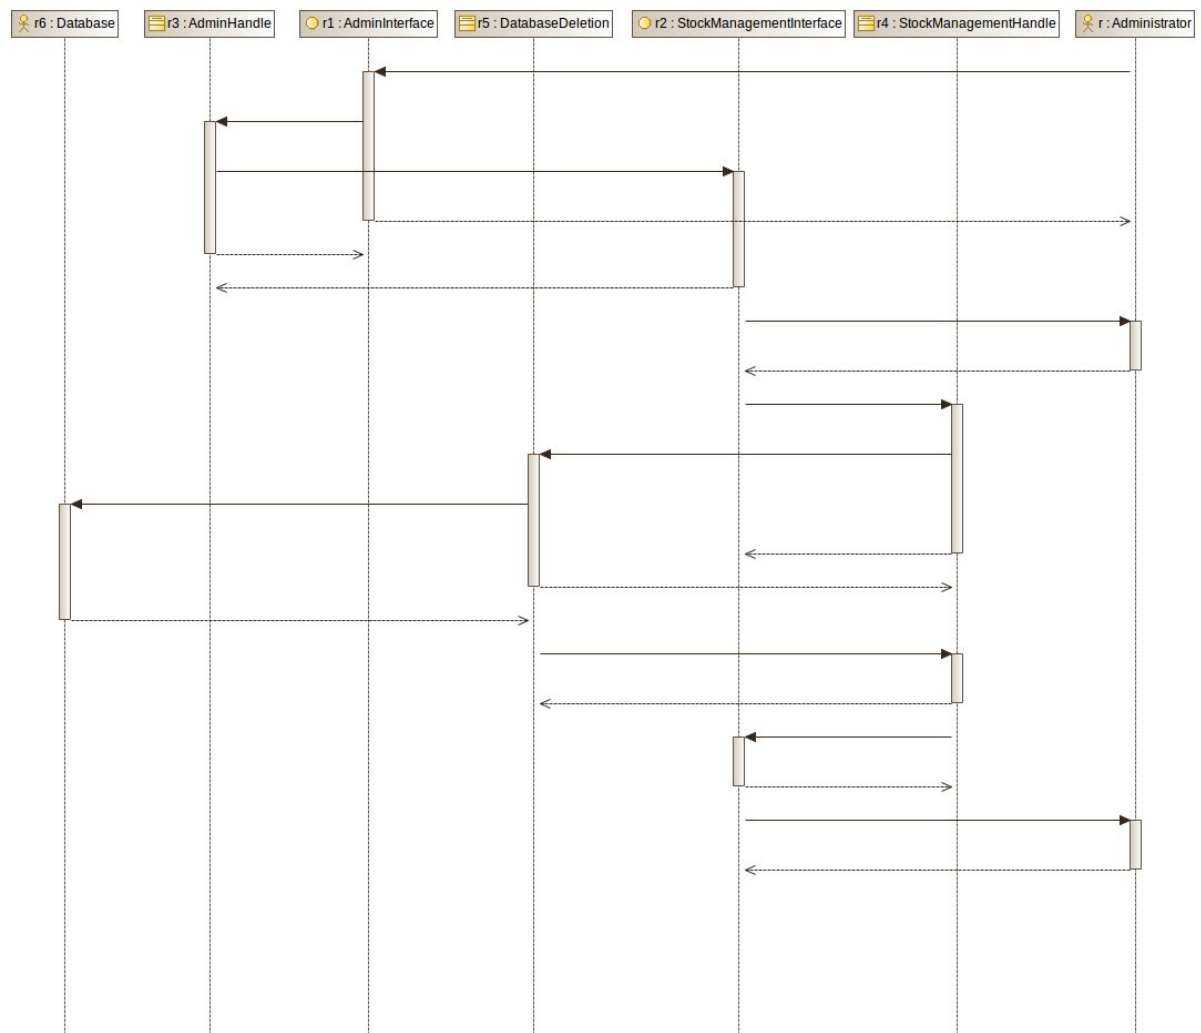 r6 : Database
r3 : AdminHandle
r1 : AdminInterface
r5 : DatabaseDeletion
r2 : StockManagementInterface
r4 : StockManagementHandle
r : Administrator